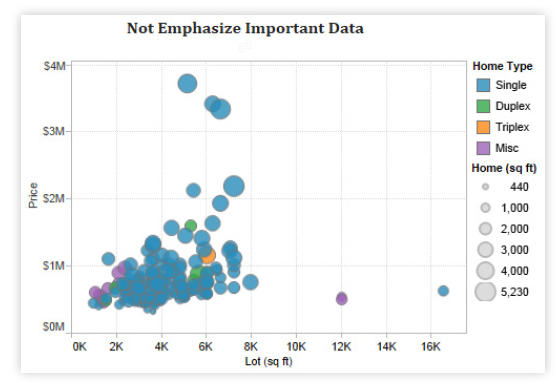 Not Emphasize Important Data
$4M
$3M
$2M
$1M
$0M
Price
0K 2K 4K 6K 8K 10K 12K 14K 16K
Lot (sq ft)
Home Type
Single
Duplex
Triplex
Misc
Home (sq ft)
440
1,000
2,000
3,000
4,000
5,230